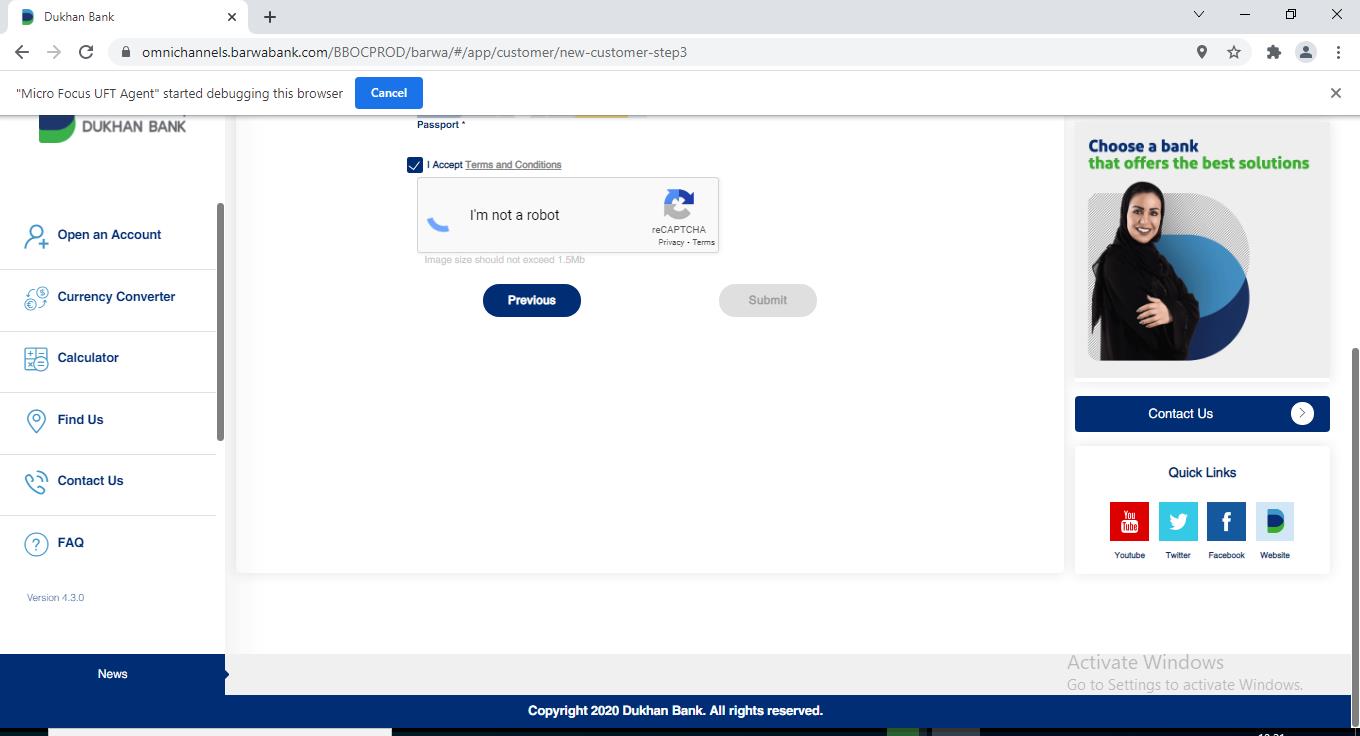 Dukhan Bank
omnichannels.barwabank.com/BBOCPROD/barwa/#/app/customer/new-customer-step3
"Micro Focus UFT Agent" started debugging this browser
Cancel
DUKHAN BANK
Open an Account
Currency Converter
Calculator
Find Us
Contact Us
FAQ
Version 4.3.0
News
Passport *
I Accept Terms and Conditions
I'm not a robot
reCAPTCHA
Privacy - Terms
Image size should not exceed 1.5Mb
Previous
Submit
Choose a bank
that offers the best solutions
Contact Us
Quick Links
You
Tube
Youtube
Twitter
Facebook
Website
Activate Windows
Go to Settings to activate Windows.
Copyright 2020 Dukhan Bank. All rights reserved.